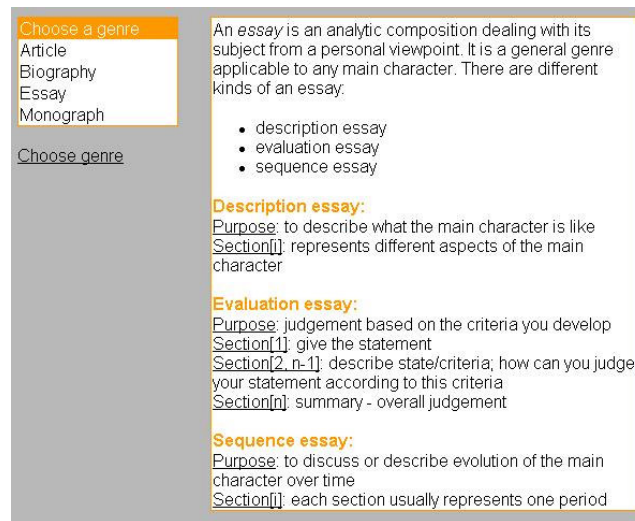 Choose a genre
Article
Biography
Essay
Monograph
Choose genre
An essay is an analytic composition dealing with its
subject from a personal viewpoint. It is a general genre
applicable to any main character. There are different
kinds of an essay:
• description essay
• evaluation essay
• sequence essay
Description essay:
Purpose: to describe what the main character is like
Section[i]: represents different aspects of the main
character
Evaluation essay:
Purpose: judgement based on the criteria you develop
Section[1]: give the statement
Section[2, n-1]: describe state/criteria; how can you judge
your statement according to this criteria
Section[n]: summary - overall judgement
Sequence essay:
Purpose: to discuss or describe evolution of the main
character over time
Section[i]: each section usually represents one period